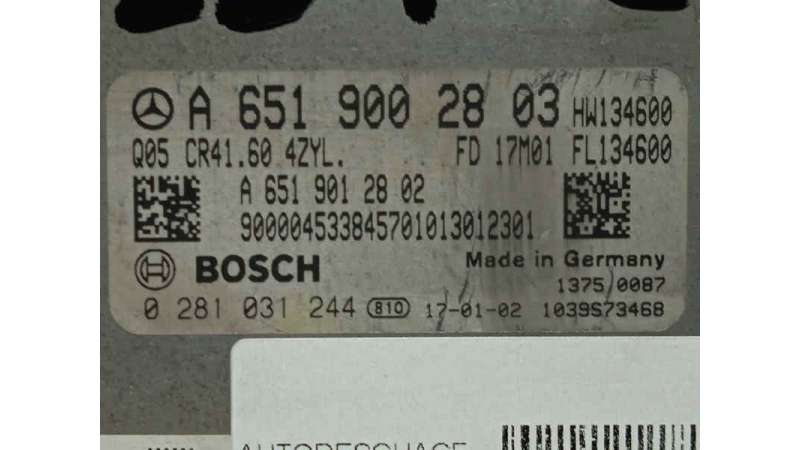 A 651 900 28 03 HW134600
Q05 CR41.60 4ZYL. FD 17M01 FL134600
A 651 901 28 02
900004533845701013012301
BOSCH Made in Germany
1375 0087
0 281 031 244 810 17-01-02 1039S73468